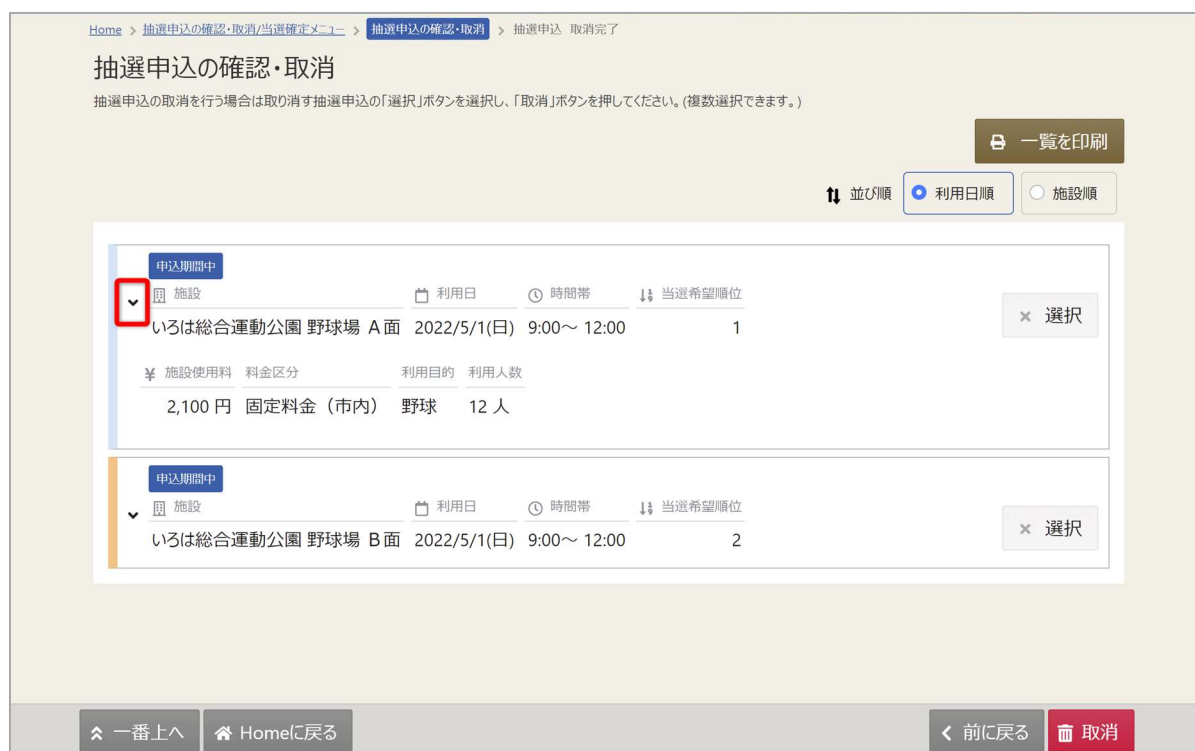 Home > 抽選申込の確認・取消/当選確定メニュー > 抽選申込の確認・取消 > 抽選申込 取消完了
抽選申込の確認・取消
抽選申込の取消を行う場合は取り消す抽選申込の「選択」ボタンを選択し、「取消」ボタンを押してください。(複数選択できます。)
一覧を印刷
並び順 利用日順 施設順
申込期間中
施設 利用日 時間帯 当選希望順位
いろは総合運動公園 野球場 A面 2022/5/1(日) 9:00～ 12:00 1
× 選択
¥ 施設使用料 料金区分 利用目的 利用人数
2,100 円 固定料金（市内） 野球 12 人
申込期間中
施設 利用日 時間帯 当選希望順位
いろは総合運動公園 野球場 B面 2022/5/1(日) 9:00～ 12:00 2
× 選択
一番上へ Homeに戻る 前に戻る 取消